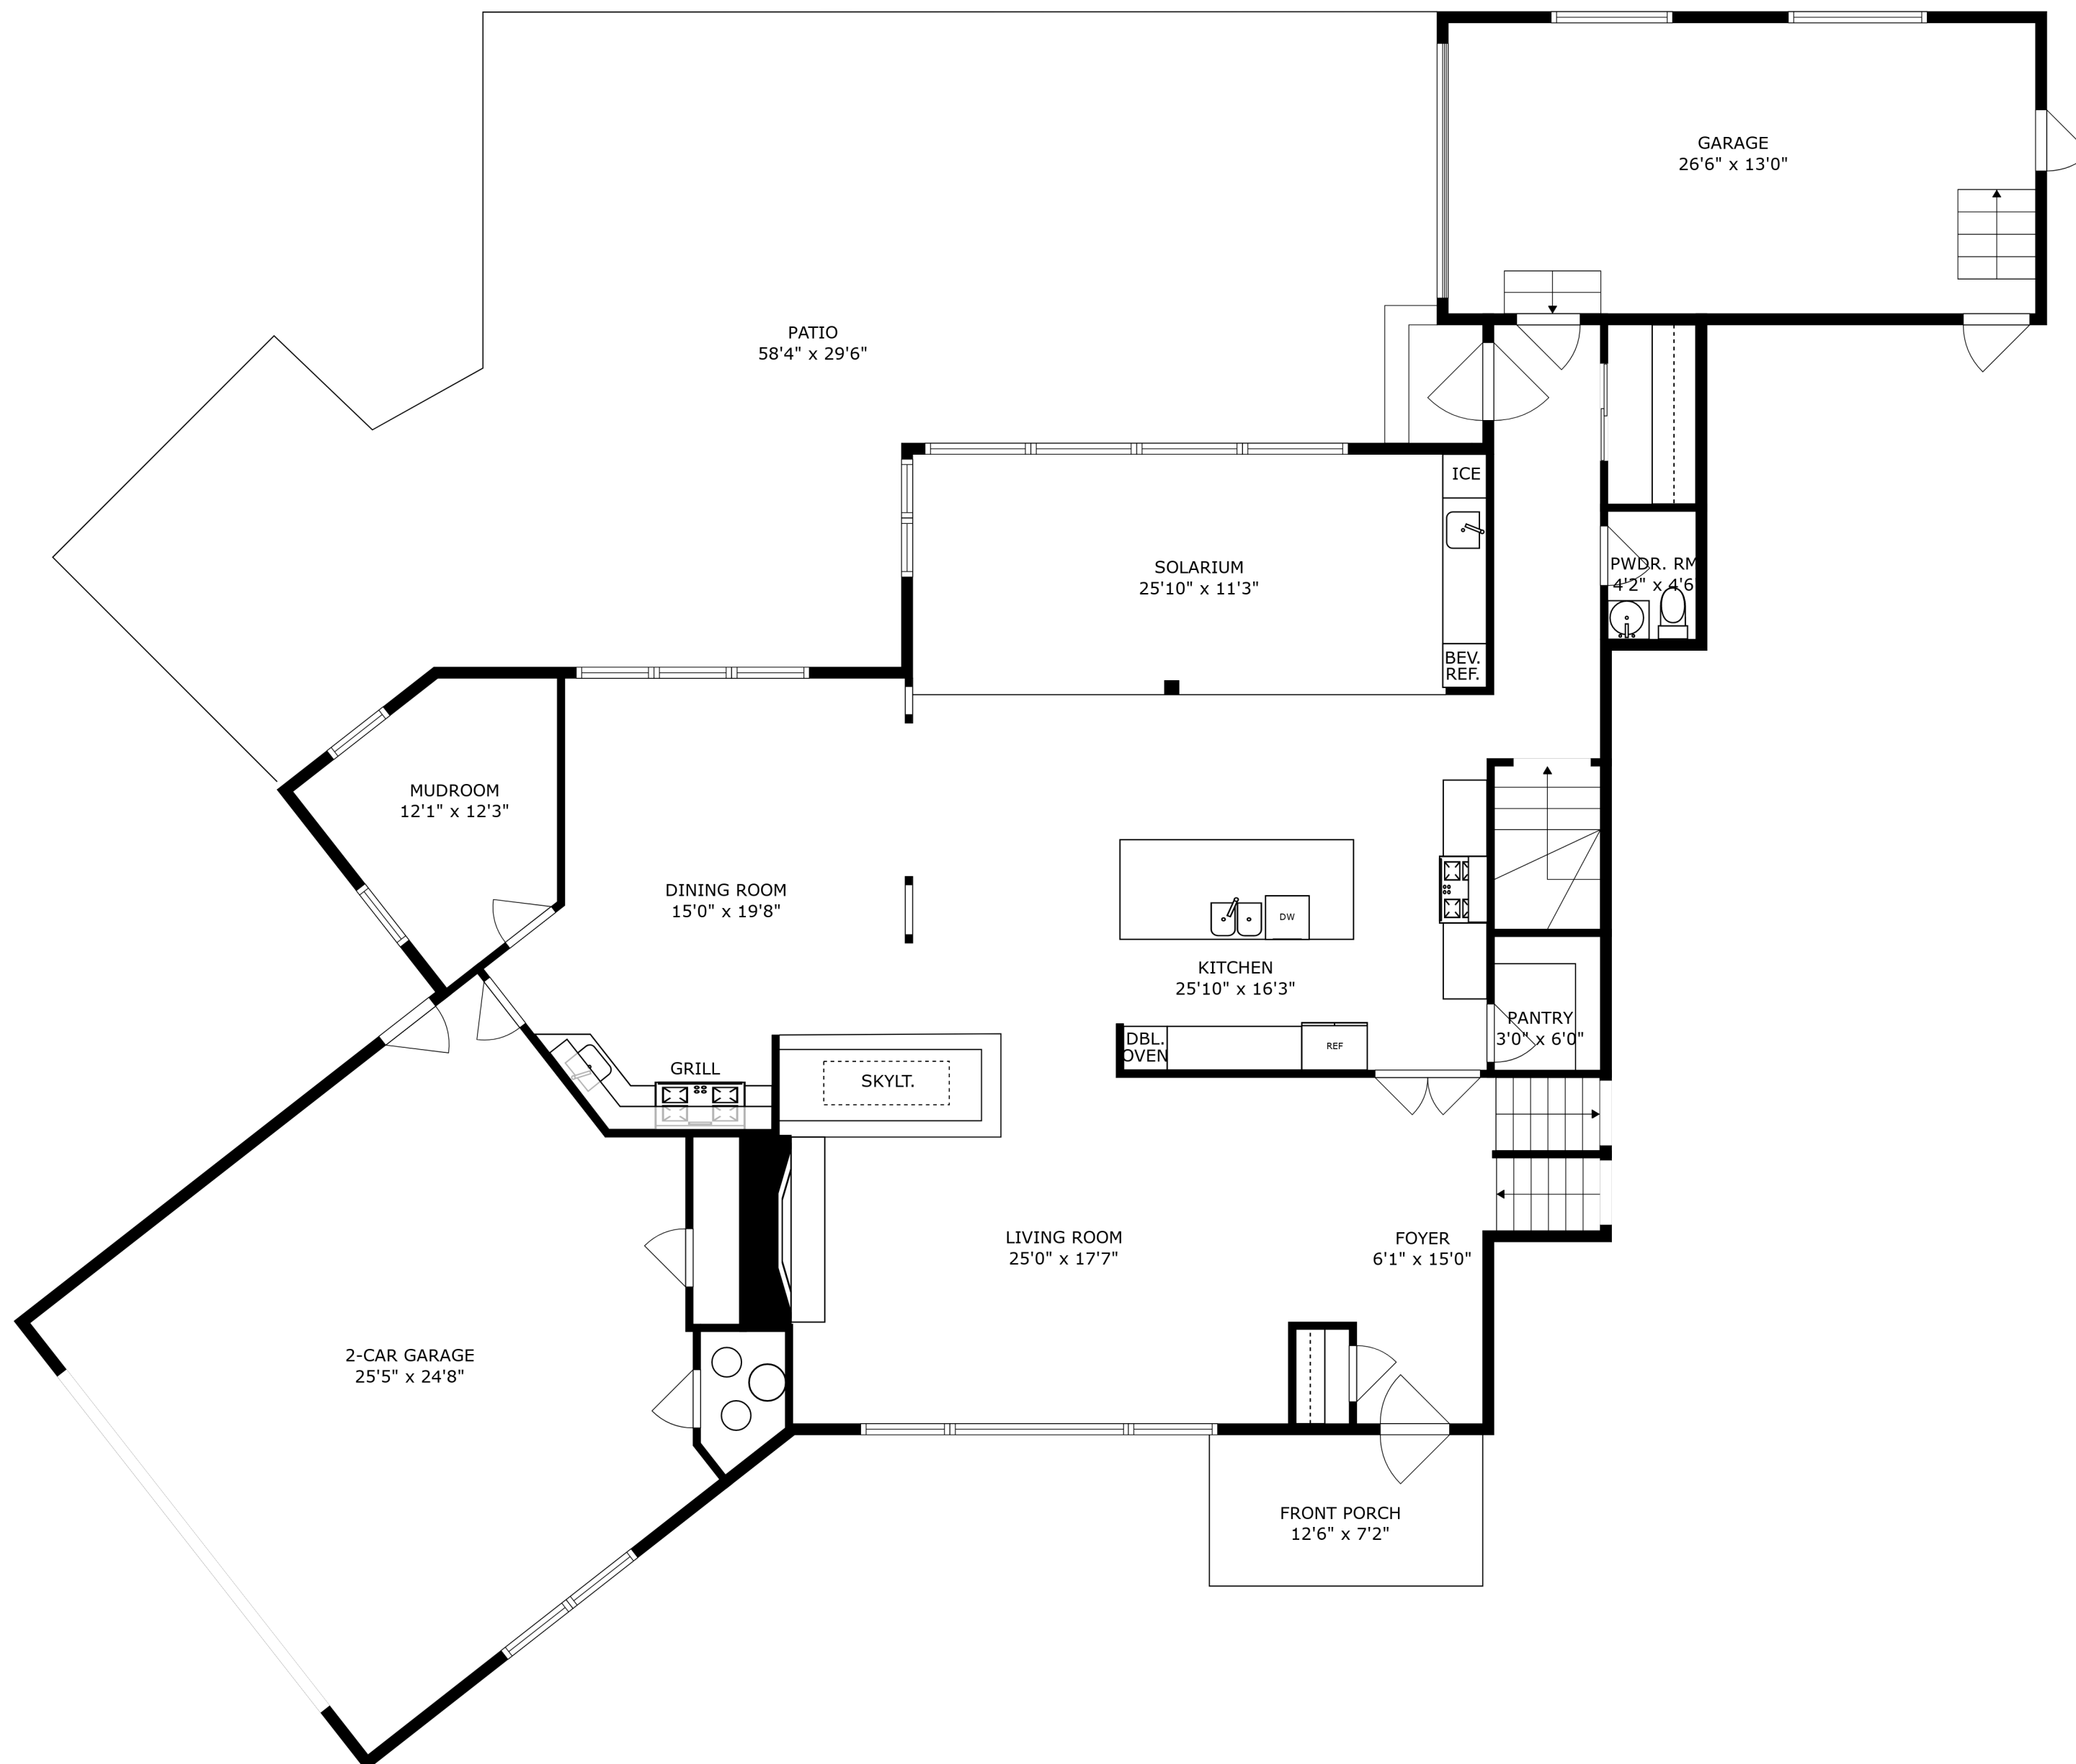 GARAGE
26'6" x 13'0"
PATIO
58'4" x 29'6"
ICE
SOLARIUM
25'10" x 11'3"
PWDR. RM
4'2" x 4'6
BEV.
REF.
MUDROOM
12'1" x 12'3"
DINING ROOM
15'0" x 19'8"
DW
KITCHEN
25'10" x 16'3"
PANTRY
3'0" x 6'0"
DBL.
OVEN
REF
GRILL
SKYLT.
LIVING ROOM
25'0" x 17'7"
FOYER
6'1" x 15'0"
2-CAR GARAGE
25'5" x 24'8"
FRONT PORCH
12'6" x 7'2"